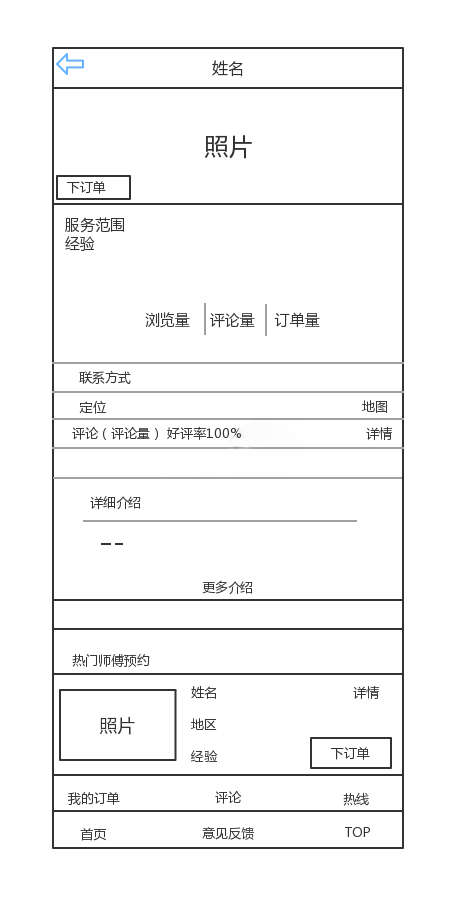 姓名
照片
下订单
服务范围
经验
浏览量 评论量 订单量
联系方式
定位 地图
评论（评论量） 好评率100% 详情
详细介绍
更多介绍
热门师傅预约
照片
姓名 详情
地区
经验
下订单
我的订单 评论 热线
首页 意见反馈 TOP